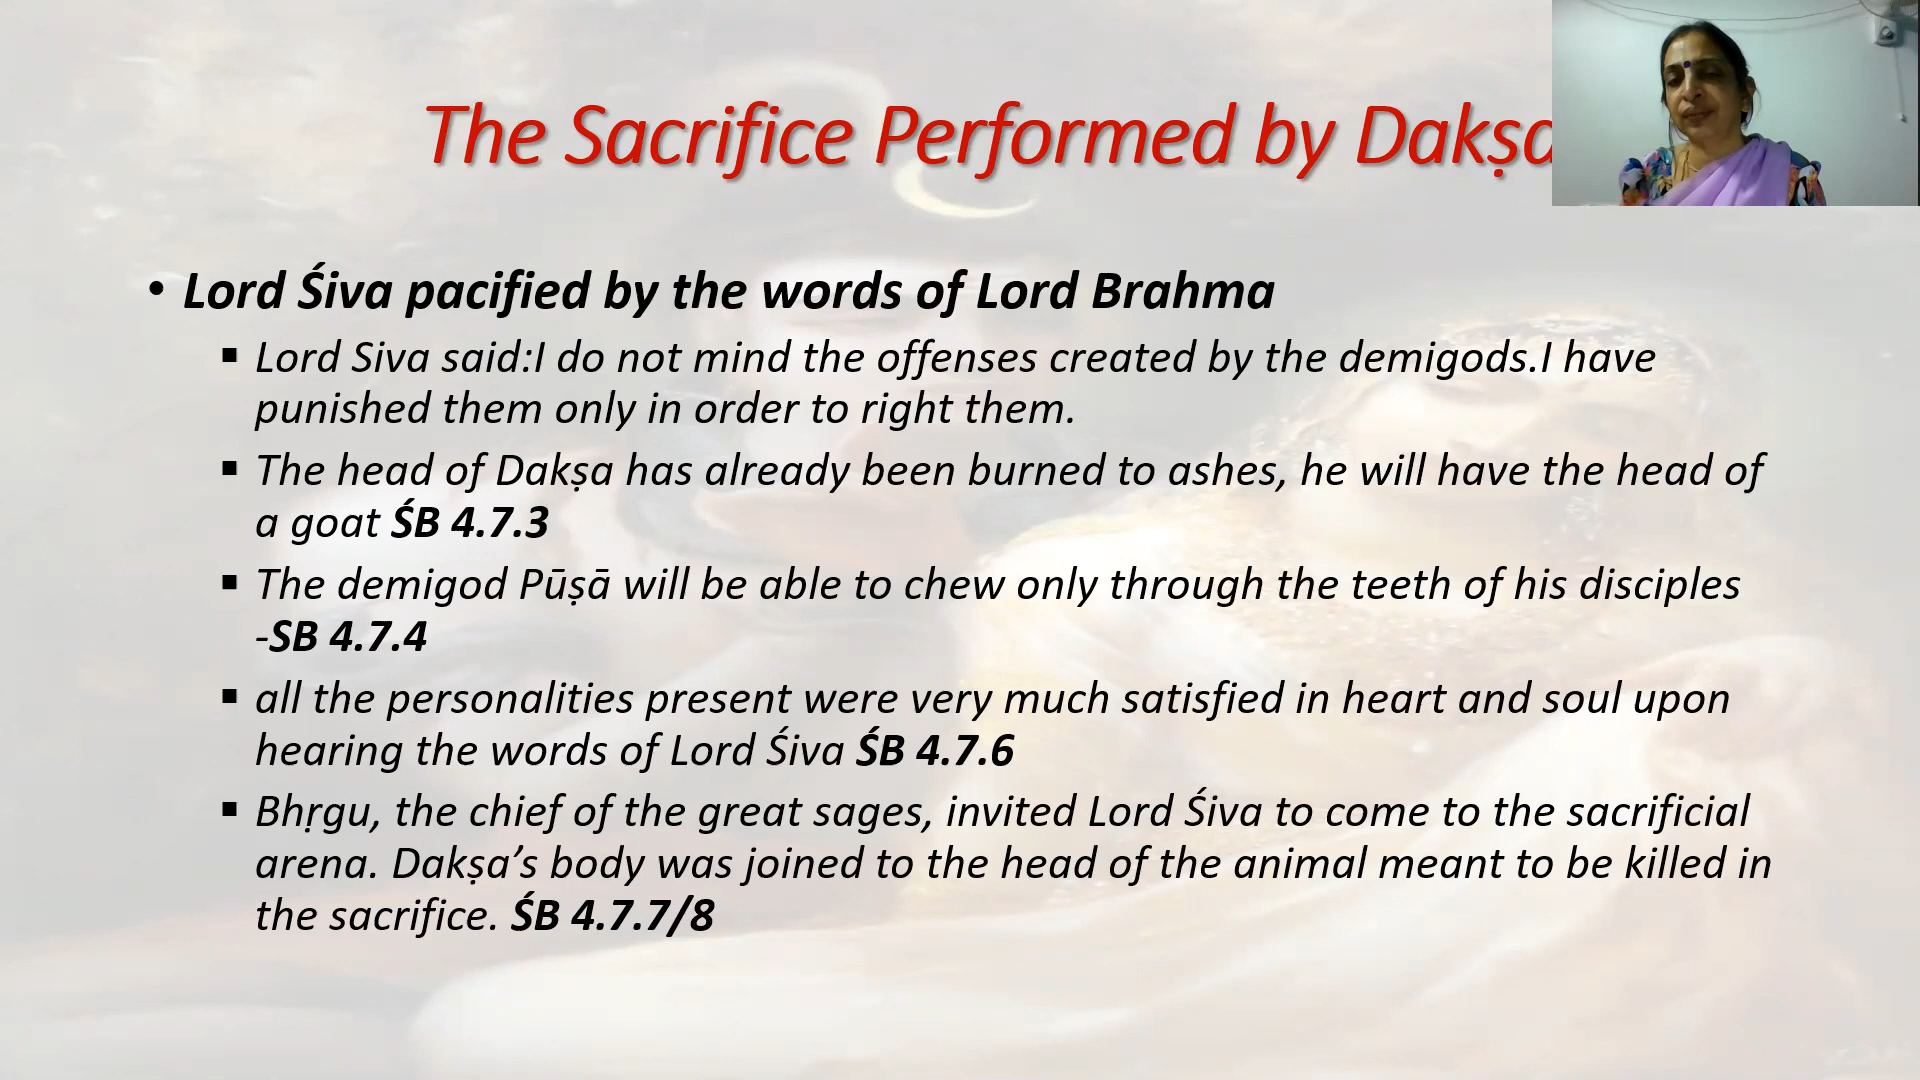 The Sacrifice Performed by Dakṣa
• Lord Śiva pacified by the words of Lord Brahma
▪ Lord Siva said:I do not mind the offenses created by the demigods.I have
punished them only in order to right them.
▪ The head of Dakṣa has already been burned to ashes, he will have the head of
a goat ŚB 4.7.3
▪ The demigod Pūṣā will be able to chew only through the teeth of his disciples
-SB 4.7.4
▪ all the personalities present were very much satisfied in heart and soul upon
hearing the words of Lord Śiva ŚB 4.7.6
▪ Bhṛgu, the chief of the great sages, invited Lord Śiva to come to the sacrificial
arena. Dakṣa’s body was joined to the head of the animal meant to be killed in
the sacrifice. ŚB 4.7.7/8